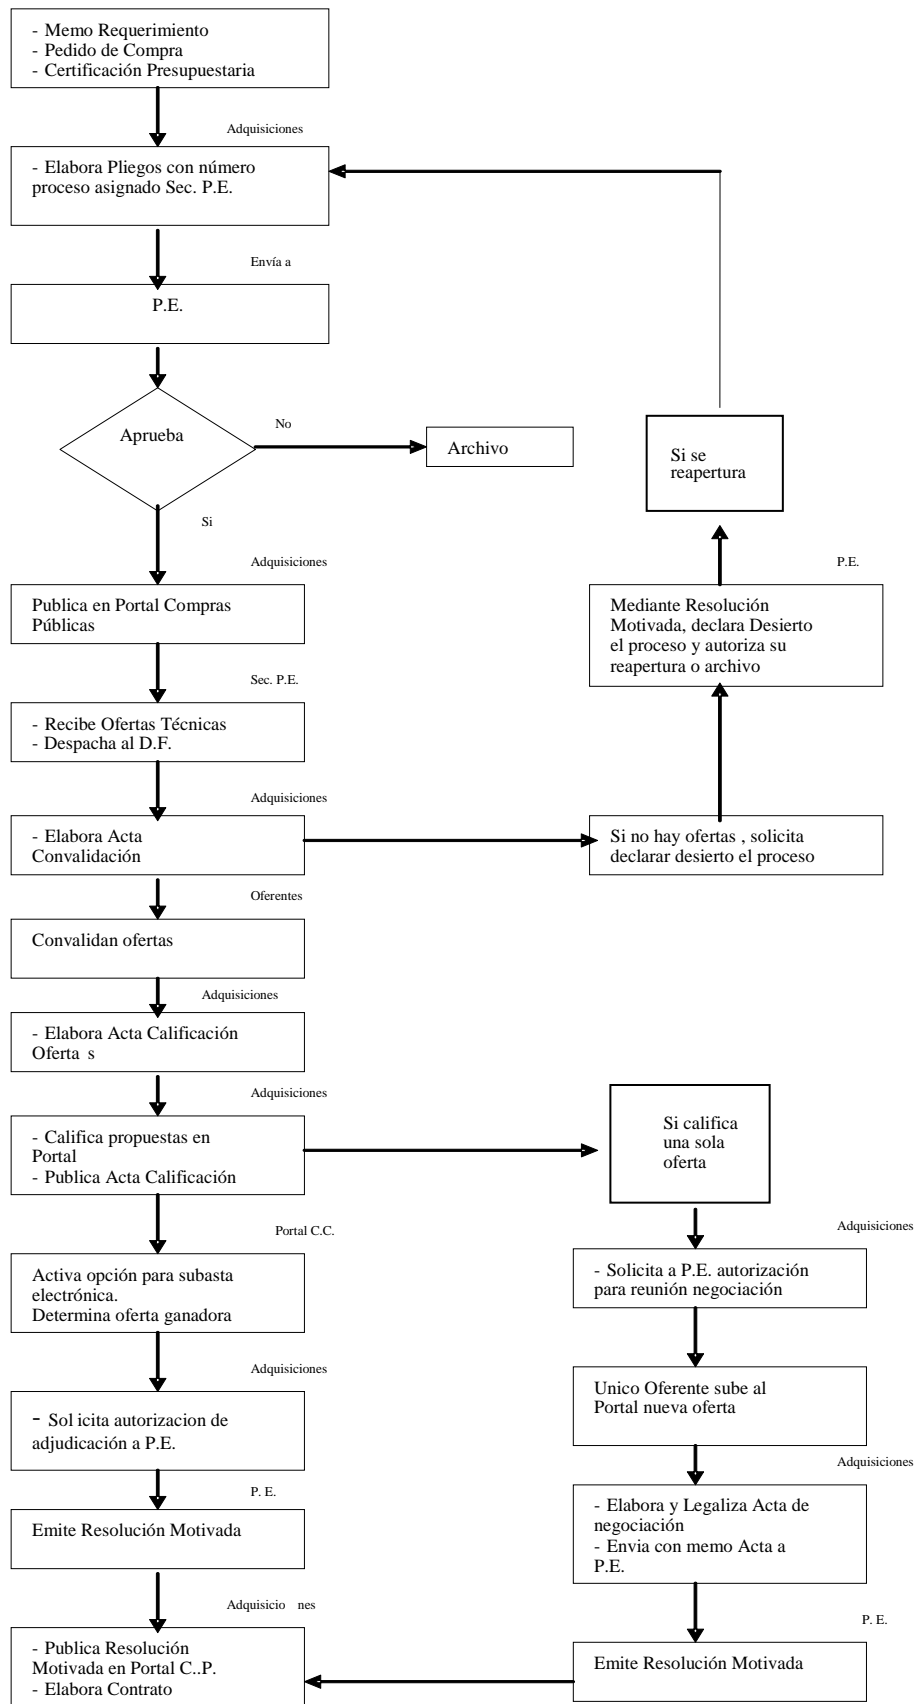 - Memo Requerimiento
- Pedido de Compra
- Certificación Presupuestaria
Adquisiciones
- Elabora Pliegos con número
proceso asignado Sec. P.E.
Envía a
P.E.
Aprueba
No
Archivo
Si se
reapertura
Si
Adquisiciones
P.E.
Publica en Portal Compras
Públicas
Mediante Resolución
Motivada, declara Desierto
el proceso y autoriza su
reapertura o archivo
Sec. P.E.
- Recibe Ofertas Técnicas
- Despacha al D.F.
Adquisiciones
- Elabora Acta
Convalidación
Si no hay ofertas , solicita
declarar desierto el proceso
Oferentes
Convalidan ofertas
Adquisiciones
- Elabora Acta Calificación
Oferta s
Adquisiciones
- Califica propuestas en
Portal
- Publica Acta Calificación
Si califica
una sola
oferta
Portal C.C.
Adquisiciones
Activa opción para subasta
electrónica.
Determina oferta ganadora
- Solicita a P.E. autorización
para reunión negociación
Adquisiciones
Unico Oferente sube al
Portal nueva oferta
- Sol icita autorizacion de
adjudicación a P.E.
Adquisiciones
P. E.
Emite Resolución Motivada
- Elabora y Legaliza Acta de
negociación
- Envia con memo Acta a
P.E.
Adquisicio nes
P. E.
- Publica Resolución
Motivada en Portal C..P.
- Elabora Contrato
Emite Resolución Motivada